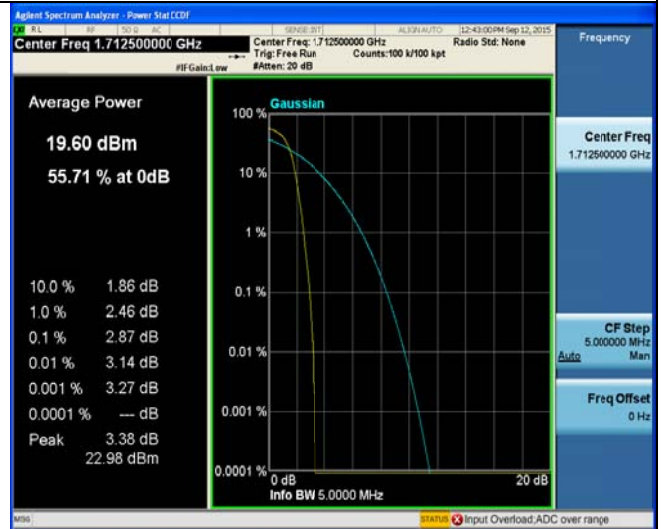 Agilent Spectrum Analyzer - Power Stat CCDF
RL RF 50 Ω AC SENSE:INT ALIGN AUTO 12:43:00 PM Sep 12, 2015
Center Freq 1.712500000 GHz
Center Freq: 1.712500000 GHz
Radio Std: None
Trig: Free Run
Counts:100 k/100 kpt
#IFGain:Low
#Atten: 20 dB
Frequency
Average Power
19.60 dBm
55.71 % at 0dB
10.0 % 1.86 dB
1.0 % 2.46 dB
0.1 % 2.87 dB
0.01 % 3.14 dB
0.001 % 3.27 dB
0.0001 % --- dB
Peak 3.38 dB
22.98 dBm
Gaussian
100 %
10 %
1 %
0.1 %
0.01 %
0.001 %
0.0001 %
0 dB
20 dB
Info BW 5.0000 MHz
Center Freq
1.712500000 GHz
CF Step
5.000000 MHz
Auto Man
Freq Offset
0 Hz
MSG
STATUS
Input Overload;ADC over range